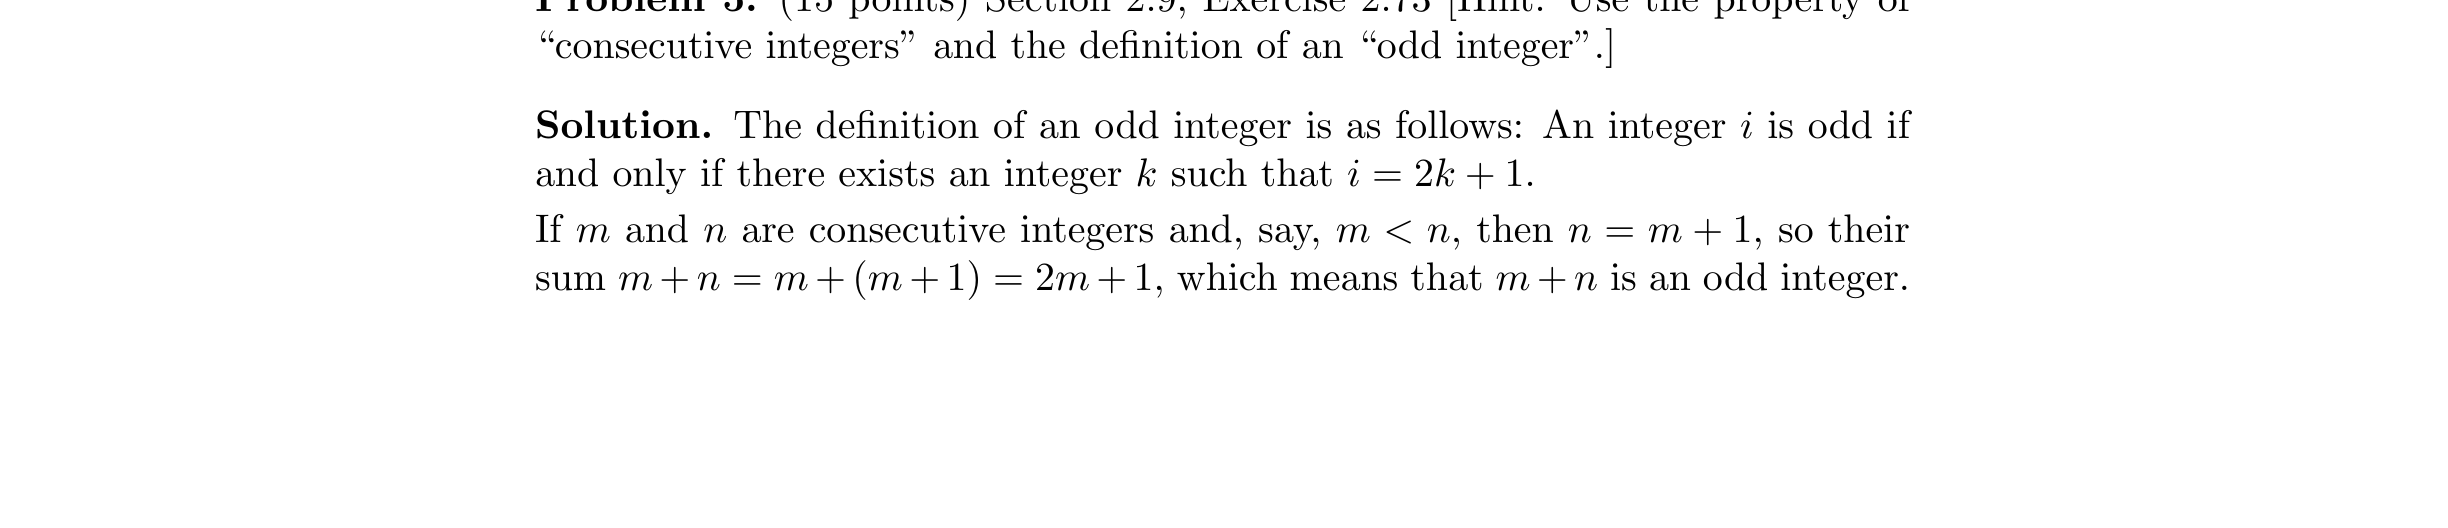 Problem 5. (15 points) Section 2.9, Exercise 2.73 [Hint: Use the property of
“consecutive integers” and the definition of an “odd integer”.]
Solution. The definition of an odd integer is as follows: An integer i is odd if
and only if there exists an integer k such that i = 2k + 1.
If m and n are consecutive integers and, say, m < n, then n = m + 1, so their
sum m + n = m + (m + 1) = 2m + 1, which means that m + n is an odd integer.